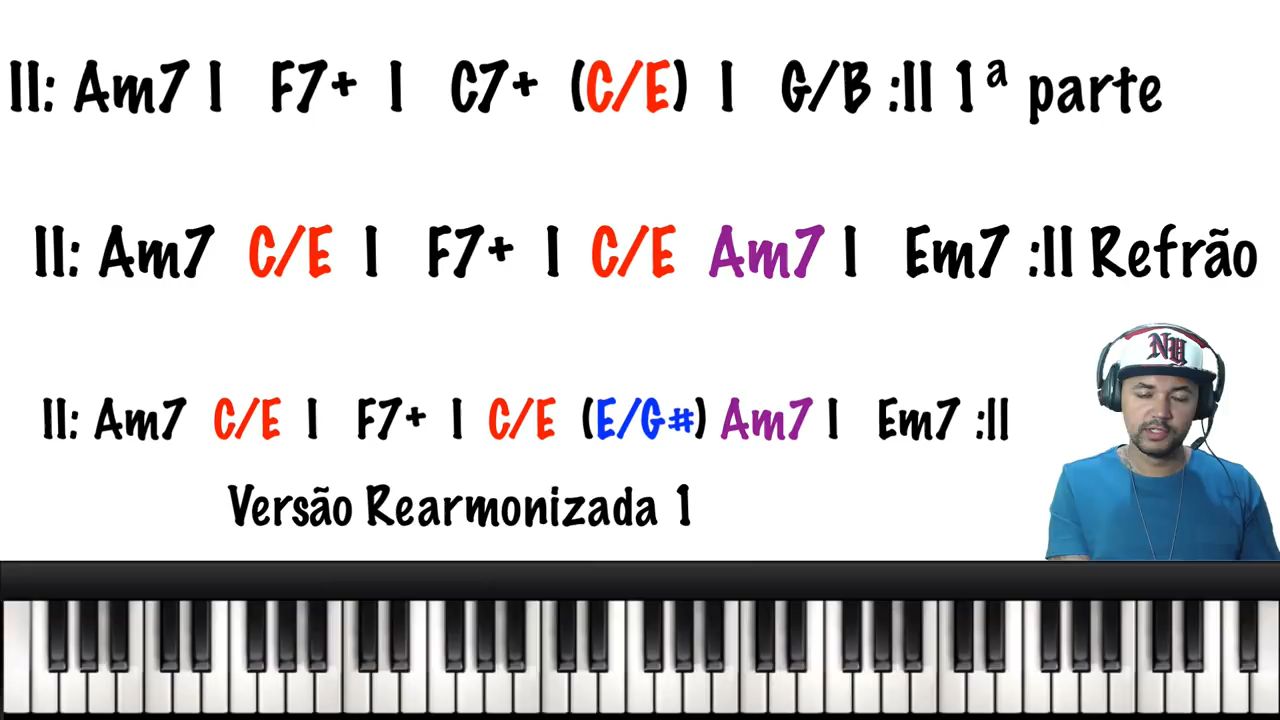 II: Am7 I F7+ I C7+ (C/E) I G/B :II 1ª parte
II: Am7 C/E I F7+ I C/E Am7 I Em7 :II Refrão
II: Am7 C/E I F7+ I C/E (E/G#) Am7 I Em7 :II
Versão Rearmonizada 1
NY